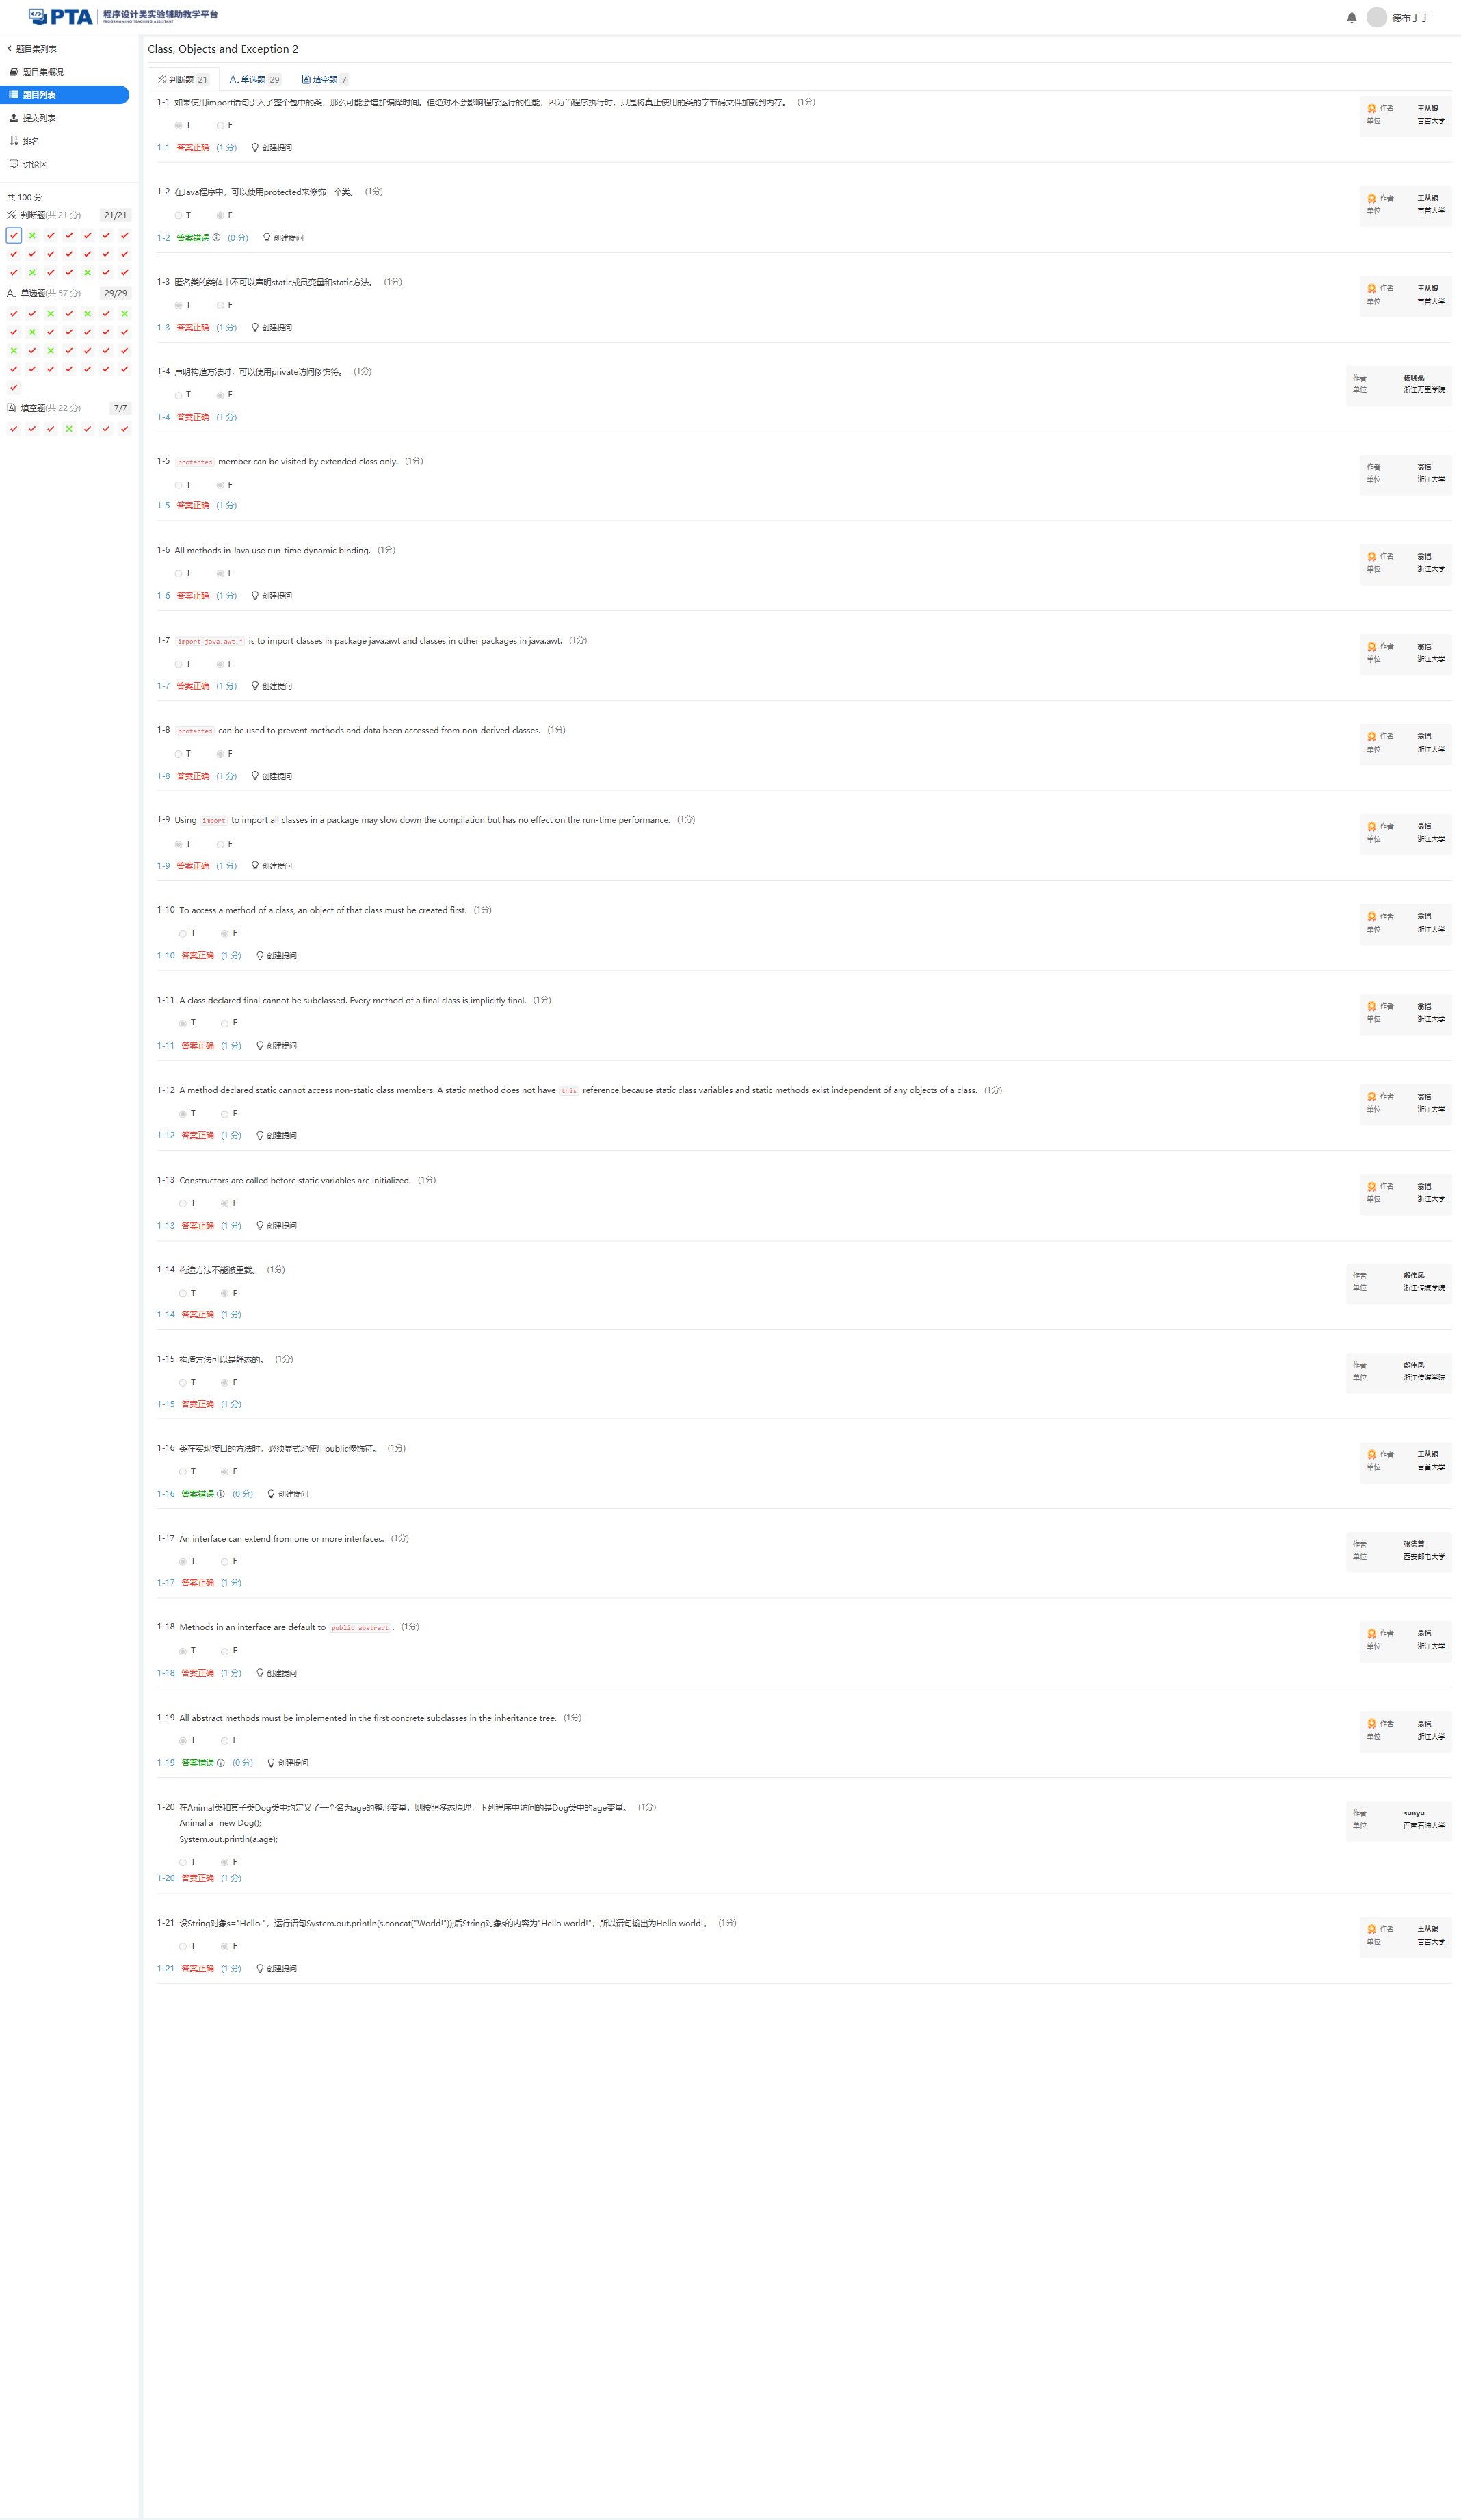 PTA 程序设计类实验辅助教学平台
PROGRAMMING TEACHING ASSISTANT
德布丁丁
题目集列表
题目集概况
题目列表
提交列表
排名
讨论区
共 100 分
判断题(共 21 分) 21/21
单选题(共 57 分) 29/29
填空题(共 22 分) 7/7
Class, Objects and Exception 2
判断题 21 单选题 29 填空题 7
1-1 如果使用import语句引入了整个包中的类，那么可能会增加编译时间。但绝对不会影响程序运行的性能，因为当程序执行时，只是将真正使用的类的字节码文件加载到内存。 (1分)
作者 王从银
单位 吉首大学
T F
1-1 答案正确 (1 分) 创建提问
1-2 在Java程序中，可以使用protected来修饰一个类。 (1分)
作者 王从银
单位 吉首大学
T F
1-2 答案错误 (0 分) 创建提问
1-3 匿名类的类体中不可以声明static成员变量和static方法。 (1分)
作者 王从银
单位 吉首大学
T F
1-3 答案正确 (1 分) 创建提问
1-4 声明构造方法时，可以使用private访问修饰符。 (1分)
作者 杨晓燕
单位 浙江万里学院
T F
1-4 答案正确 (1 分)
1-5 protected member can be visited by extended class only. (1分)
作者 翁恺
单位 浙江大学
T F
1-5 答案正确 (1 分)
1-6 All methods in Java use run-time dynamic binding. (1分)
作者 翁恺
单位 浙江大学
T F
1-6 答案正确 (1 分) 创建提问
1-7 import java.awt.* is to import classes in package java.awt and classes in other packages in java.awt. (1分)
作者 翁恺
单位 浙江大学
T F
1-7 答案正确 (1 分) 创建提问
1-8 protected can be used to prevent methods and data been accessed from non-derived classes. (1分)
作者 翁恺
单位 浙江大学
T F
1-8 答案正确 (1 分) 创建提问
1-9 Using import to import all classes in a package may slow down the compilation but has no effect on the run-time performance. (1分)
作者 翁恺
单位 浙江大学
T F
1-9 答案正确 (1 分) 创建提问
1-10 To access a method of a class, an object of that class must be created first. (1分)
作者 翁恺
单位 浙江大学
T F
1-10 答案正确 (1 分) 创建提问
1-11 A class declared final cannot be subclassed. Every method of a final class is implicitly final. (1分)
作者 翁恺
单位 浙江大学
T F
1-11 答案正确 (1 分) 创建提问
1-12 A method declared static cannot access non-static class members. A static method does not have this reference because static class variables and static methods exist independent of any objects of a class. (1分)
作者 翁恺
单位 浙江大学
T F
1-12 答案正确 (1 分) 创建提问
1-13 Constructors are called before static variables are initialized. (1分)
作者 翁恺
单位 浙江大学
T F
1-13 答案正确 (1 分) 创建提问
1-14 构造方法不能被重载。 (1分)
作者 殷伟凤
单位 浙江传媒学院
T F
1-14 答案正确 (1 分)
1-15 构造方法可以是静态的。 (1分)
作者 殷伟凤
单位 浙江传媒学院
T F
1-15 答案正确 (1 分)
1-16 类在实现接口的方法时，必须显式地使用public修饰符。 (1分)
作者 王从银
单位 吉首大学
T F
1-16 答案错误 (0 分) 创建提问
1-17 An interface can extend from one or more interfaces. (1分)
作者 张德慧
单位 西安邮电大学
T F
1-17 答案正确 (1 分)
1-18 Methods in an interface are default to public abstract . (1分)
作者 翁恺
单位 浙江大学
T F
1-18 答案正确 (1 分) 创建提问
1-19 All abstract methods must be implemented in the first concrete subclasses in the inheritance tree. (1分)
作者 翁恺
单位 浙江大学
T F
1-19 答案错误 (0 分) 创建提问
1-20 在Animal类和其子类Dog类中均定义了一个名为age的整形变量，则按照多态原理，下列程序中访问的是Dog类中的age变量。 (1分)
作者 sunyu
单位 西南石油大学
Animal a=new Dog();
System.out.println(a.age);
T F
1-20 答案正确 (1 分)
1-21 设String对象s="Hello "，运行语句System.out.println(s.concat("World!"));后String对象s的内容为"Hello world!"，所以语句输出为Hello world!。 (1分)
作者 王从银
单位 吉首大学
T F
1-21 答案正确 (1 分) 创建提问